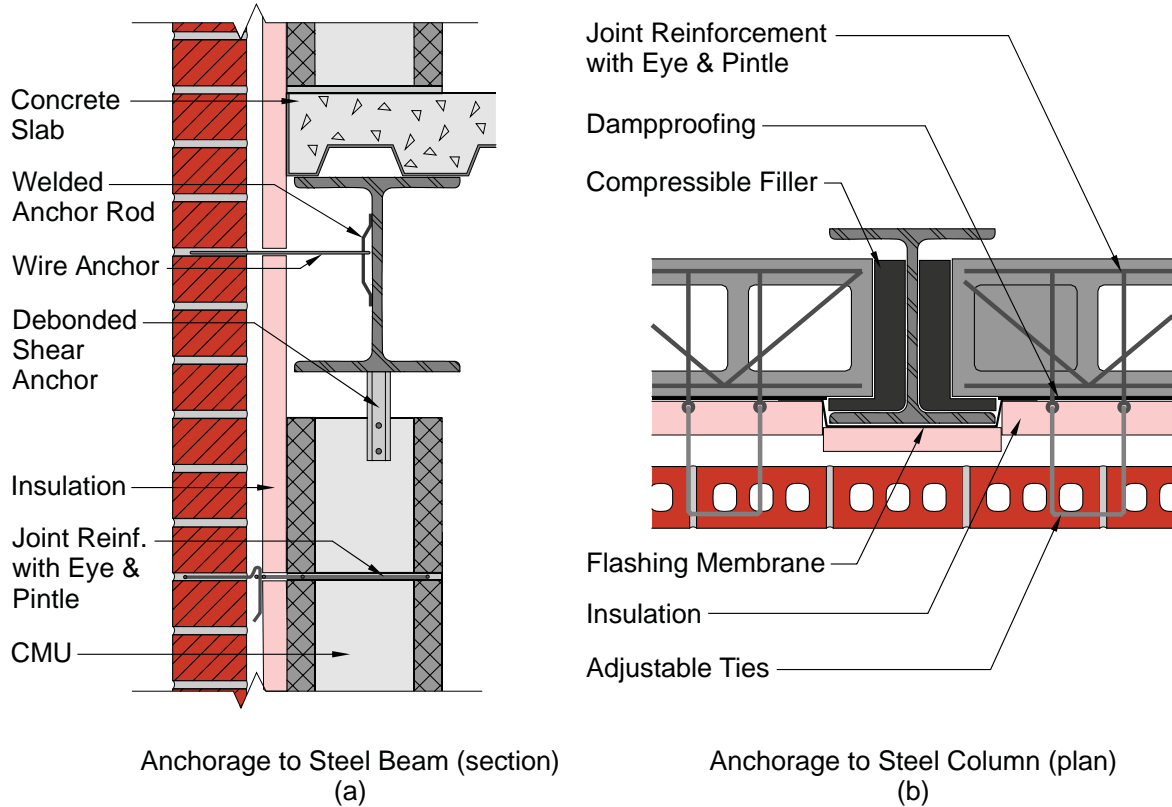 Concrete
Slab
Welded
Anchor Rod
Wire Anchor
Debonded
Shear
Anchor
Insulation
Joint Reinf.
with Eye &
Pintle
CMU
Anchorage to Steel Beam (section)
(a)
Joint Reinforcement
with Eye & Pintle
Dampproofing
Compressible Filler
Flashing Membrane
Insulation
Adjustable Ties
Anchorage to Steel Column (plan)
(b)